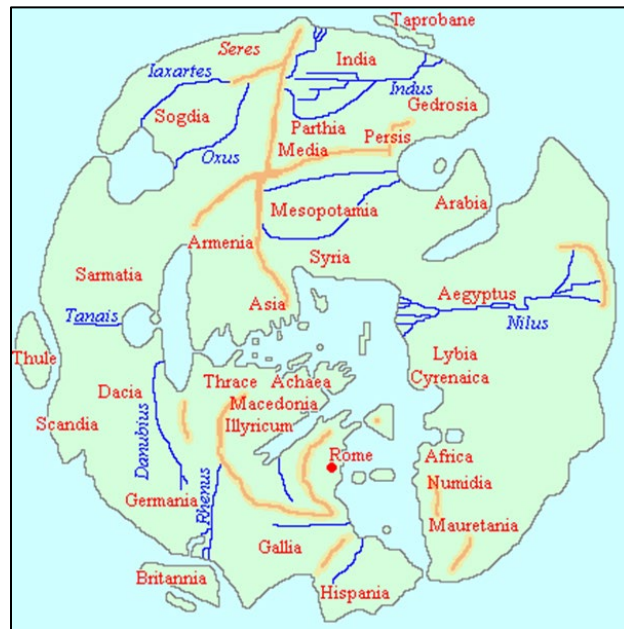 Taprobane
Seres
India
Iaxartes
Indus
Gedrosia
Sogdia
Parthia
Persis
Media
Oxus
Mesopotamia
Arabia
Armenia
Syria
Sarmatia
Aegyptus
Asia
Tanais
Nilus
Thule
Lybia
Thrace
Achaea
Cyrenaica
Dacia
Macedonia
Scandia
Illyricum
Danubius
Rome
Africa
Numidia
Germania
Rhenus
Mauretania
Gallia
Britannia
Hispania